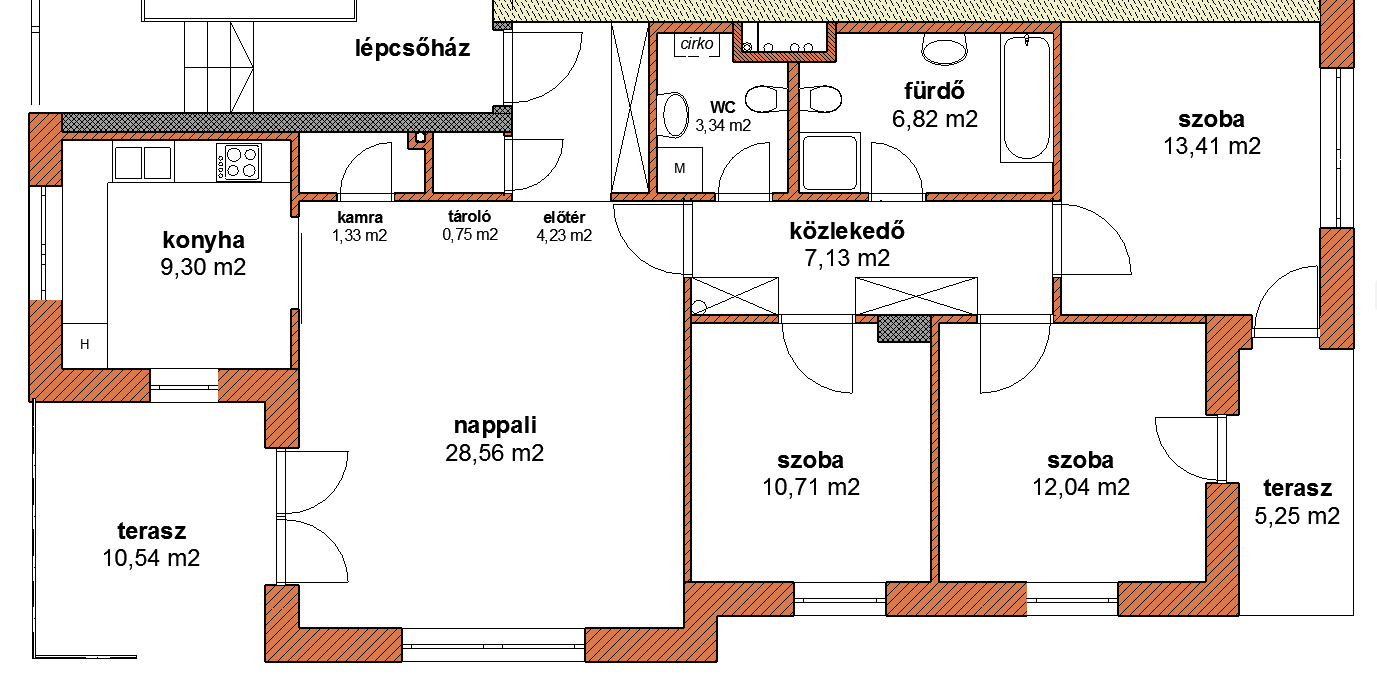 lépcsőház
cirko
WC
3,34 m2
M
fürdő
6,82 m2
szoba
13,41 m2
kamra
1,33 m2
tároló
0,75 m2
előtér
4,23 m2
konyha
9,30 m2
H
közlekedő
7,13 m2
nappali
28,56 m2
szoba
10,71 m2
szoba
12,04 m2
terasz
5,25 m2
terasz
10,54 m2